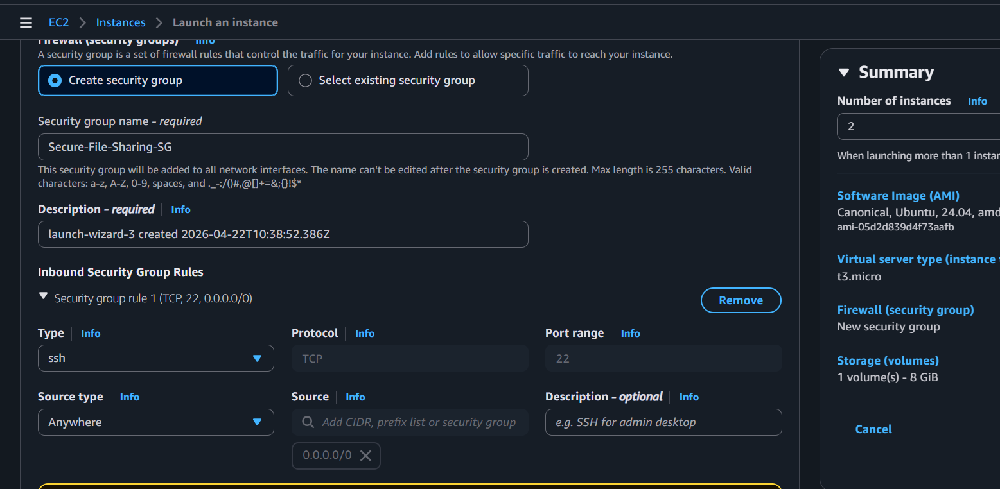 EC2 > Instances > Launch an instance
Firewall (security groups) Info
A security group is a set of firewall rules that control the traffic for your instance. Add rules to allow specific traffic to reach your instance.
Create security group
Select existing security group
Security group name - required
Secure-File-Sharing-SG
This security group will be added to all network interfaces. The name can't be edited after the security group is created. Max length is 255 characters. Valid
characters: a-z, A-Z, 0-9, spaces, and ._-:/()#,@[]+=&;{}!$*
Description - required Info
launch-wizard-3 created 2026-04-22T10:38:52.386Z
Inbound Security Group Rules
Security group rule 1 (TCP, 22, 0.0.0.0/0)
Remove
Type Info
Protocol Info
Port range Info
ssh
TCP
22
Source type Info
Source Info
Description - optional Info
Anywhere
Add CIDR, prefix list or security group
e.g. SSH for admin desktop
0.0.0.0/0
Summary
Number of instances Info
2
When launching more than 1 instan
Software Image (AMI)
Canonical, Ubuntu, 24.04, amd
ami-05d2d839d4f73aafb
Virtual server type (instance
t3.micro
Firewall (security group)
New security group
Storage (volumes)
1 volume(s) - 8 GiB
Cancel